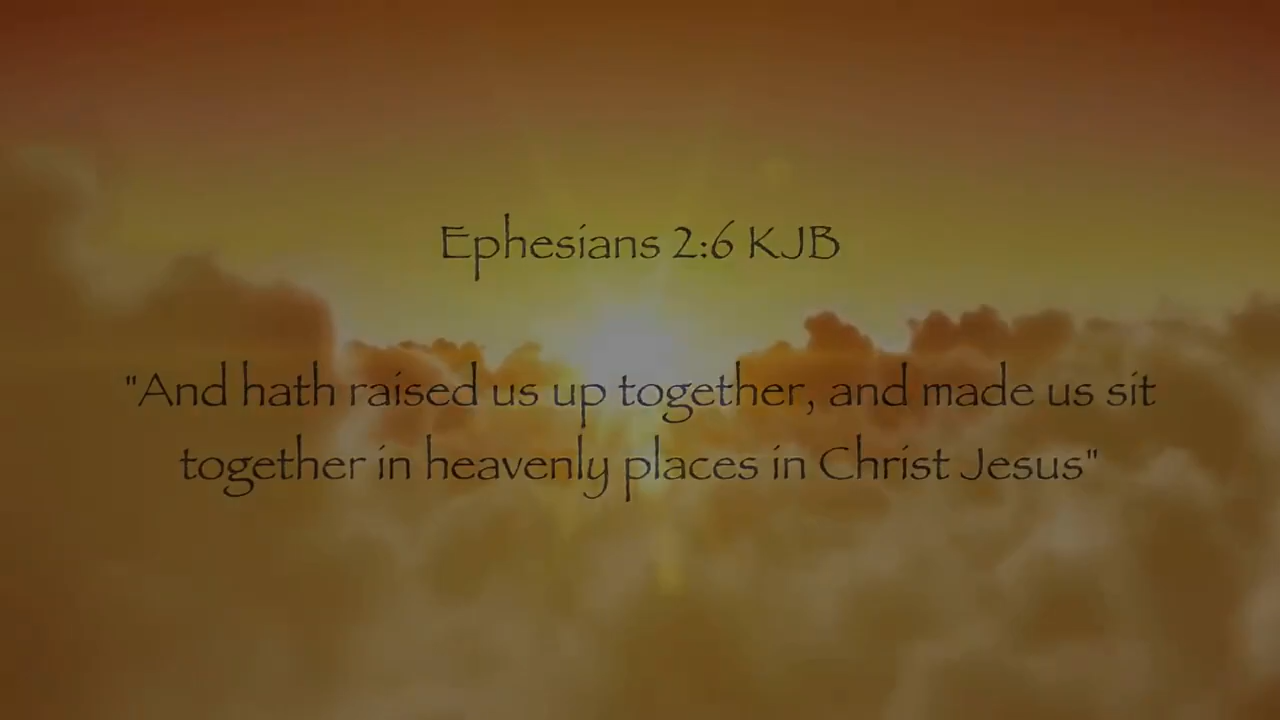 Ephesians 2:6 KJB
"And hath raised us up together, and made us sit
together in heavenly places in Christ Jesus"